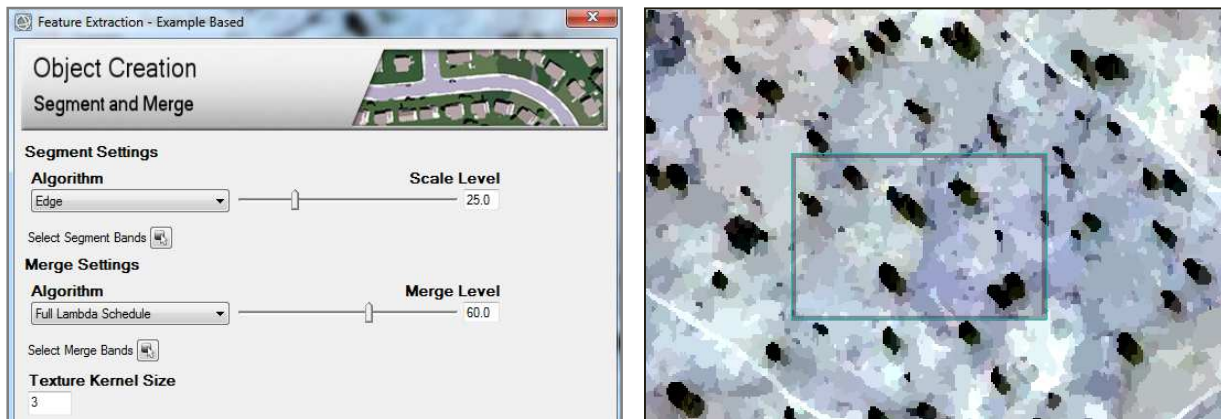 Feature Extraction - Example Based
Object Creation
Segment and Merge
Segment Settings
Algorithm
Scale Level
Edge
25.0
Select Segment Bands
Merge Settings
Algorithm
Merge Level
Full Lambda Schedule
60.0
Select Merge Bands
Texture Kernel Size
3